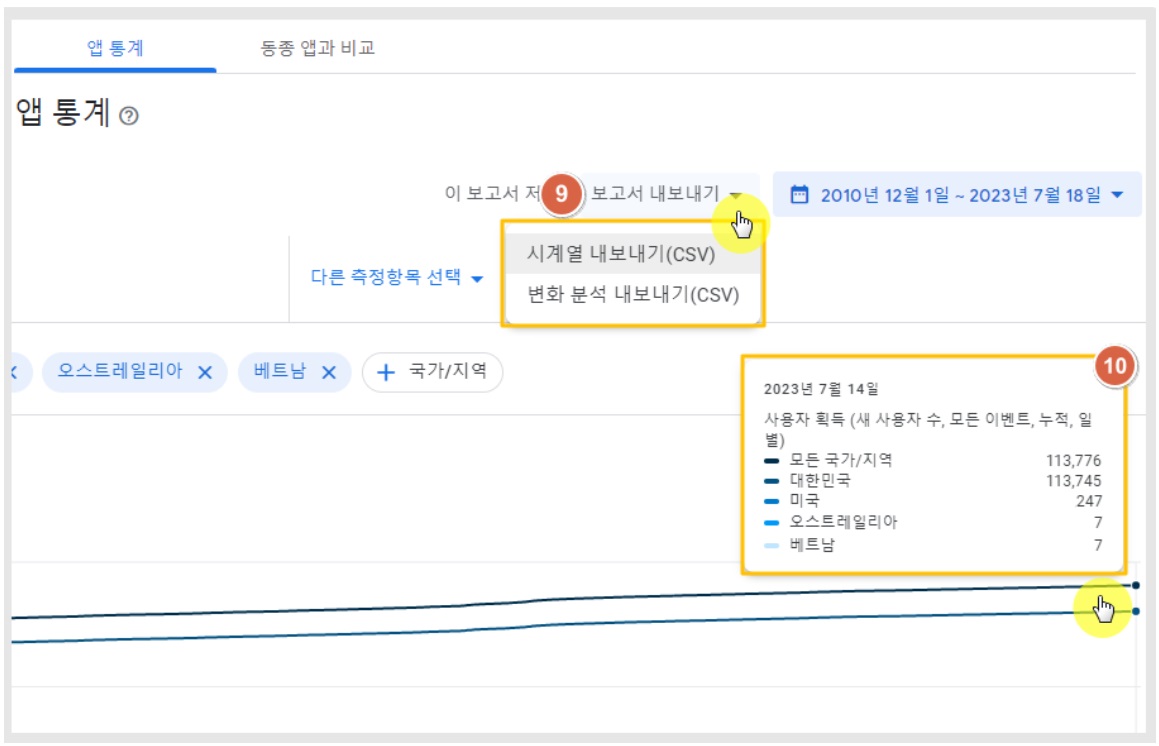 앱 통계 동종 앱과 비교
앱 통계
이 보고서 저 9 보고서 내보내기 2010년 12월 1일 ~ 2023년 7월 18일
시계열 내보내기(CSV)
다른 측정항목 선택
변화 분석 내보내기(CSV)
오스트레일리아 베트남 + 국가/지역
10
2023년 7월 14일
사용자 획득 (새 사용자 수, 모든 이벤트, 누적, 일
별)
모든 국가/지역 113,776
대한민국 113,745
미국 247
오스트레일리아 7
베트남 7